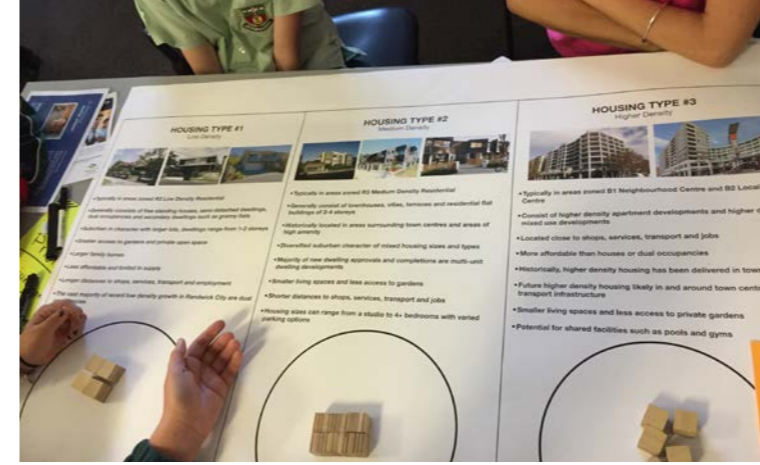 HOUSING TYPE #1
Low Density
• Typically in areas zoned R2 Low Density Residential
• Generally consists of free standing houses, semi-detached dwellings,
dual occupancies and secondary dwellings such as granny flats
• Suburban in character with larger lots, dwellings range from 1-2 storeys
• Greater access to gardens and private open space
• Larger family homes
• Less affordable and limited in supply
• Longer distances to shops, services, transport and employment
• The vast majority of recent low density growth in Randwick City are dual
HOUSING TYPE #2
Medium Density
• Typically in areas zoned R3 Medium Density Residential
• Generally consist of townhouses, villas, terraces and residential flat
buildings of 2-4 storeys
• Historically located in areas surrounding town centres and areas of
high amenity
• Diversified suburban character of mixed housing sizes and types
• Majority of new dwelling approvals and completions are multi-unit
dwelling developments
• Smaller living spaces and less access to gardens
• Shorter distances to shops, services, transport and jobs
• Housing sizes can range from a studio to 4+ bedrooms with varied
parking options
HOUSING TYPE #3
Higher Density
• Typically in areas zoned B1 Neighbourhood Centre and B2 Local
Centre
• Consist of higher density apartment developments and higher
mixed use developments
• Located close to shops, services, transport and jobs
• More affordable than houses or dual occupancies
• Historically, higher density housing has been delivered in town
• Future higher density housing likely in and around town
transport infrastructure
• Smaller living spaces and less access to private gardens
• Potential for shared facilities such as pools and gyms